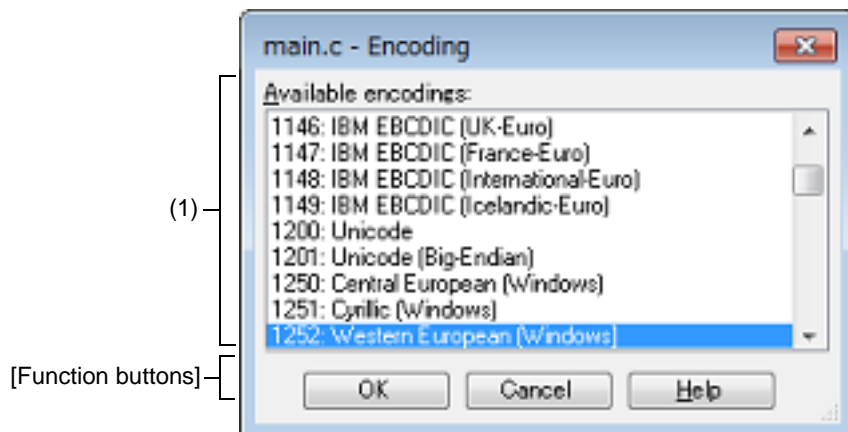 main.c - Encoding
Available encodings:
1146: IBM EBCDIC (UK-Euro)
1147: IBM EBCDIC (France-Euro)
1148: IBM EBCDIC (International-Euro)
1149: IBM EBCDIC (Icelandic-Euro)
1200: Unicode
1201: Unicode (Big-Endian)
1250: Central European (Windows)
1251: Cyrillic (Windows)
1252: Western European (Windows)
(1)
[Function buttons]
OK Cancel Help